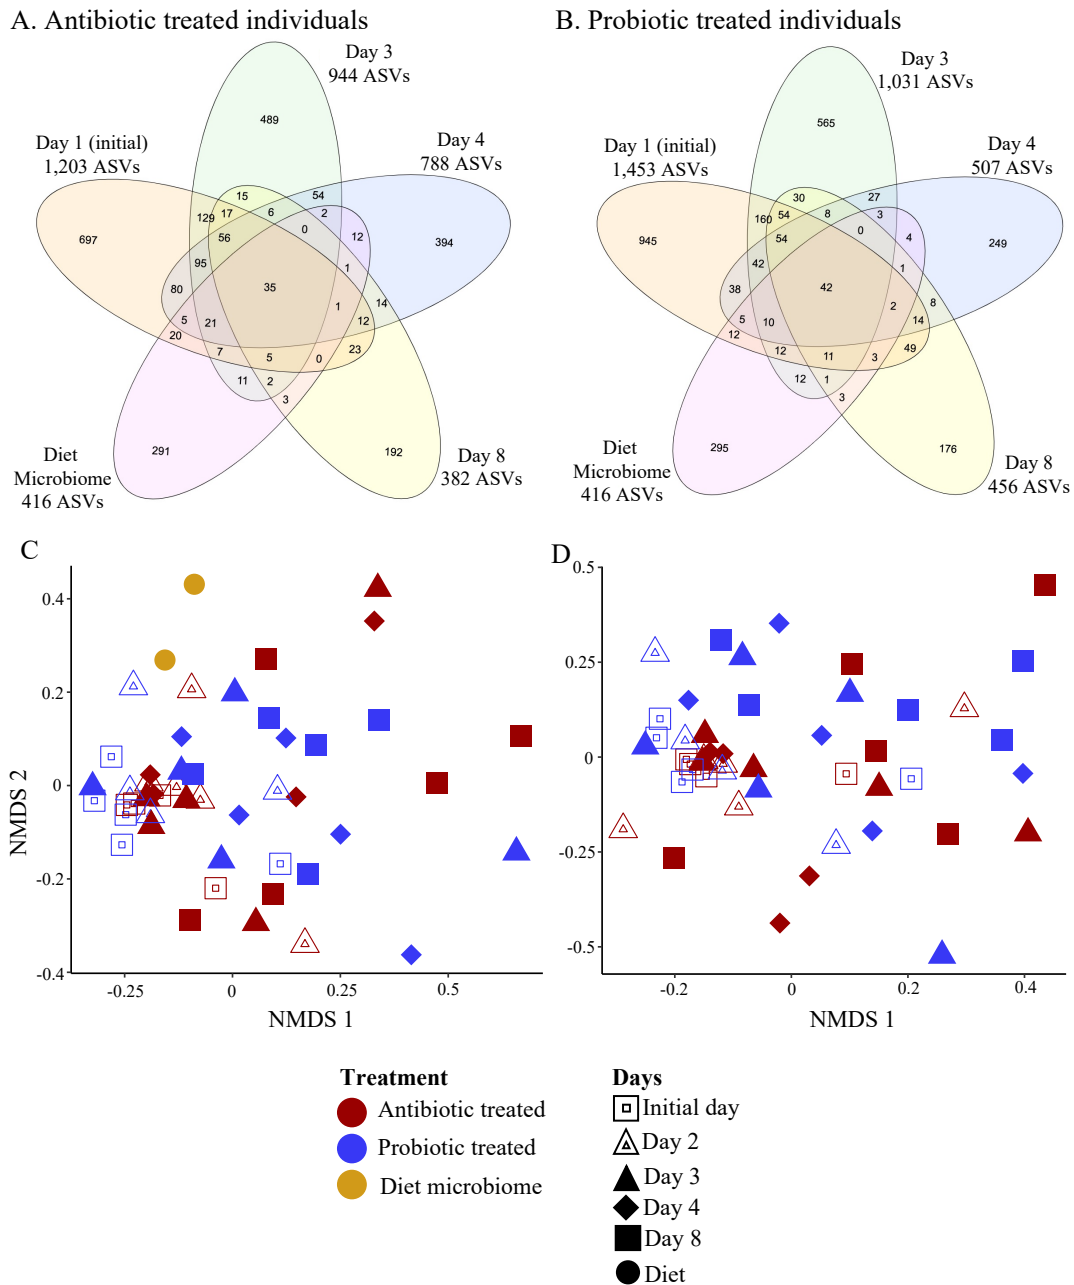 A. Antibiotic treated individuals
B. Probiotic treated individuals
Day 3
944 ASVs
Day 1 (initial)
1,203 ASVs
Day 4
788 ASVs
489
15
54
129
17
6
2
0
12
697
394
56
95
1
80
35
1
14
5
21
12
20
7
5
0
23
11
2
3
291
192
Diet
Microbiome
416 ASVs
Day 8
382 ASVs
Day 3
1,031 ASVs
Day 1 (initial)
1,453 ASVs
Day 4
507 ASVs
565
30
27
160
54
8
3
0
4
945
249
54
42
1
38
42
2
8
5
10
14
12
12
11
3
49
12
1
3
295
176
Diet
Microbiome
416 ASVs
Day 8
456 ASVs
C
0.4
0.2
0
-0.2
-0.4
NMDS 2
-0.25
0
0.25
0.5
NMDS 1
D
0.5
0.25
0
-0.25
-0.5
-0.2
0
0.2
0.4
NMDS 1
Treatment
Antibiotic treated
Probiotic treated
Diet microbiome
Days
Initial day
Day 2
Day 3
Day 4
Day 8
Diet